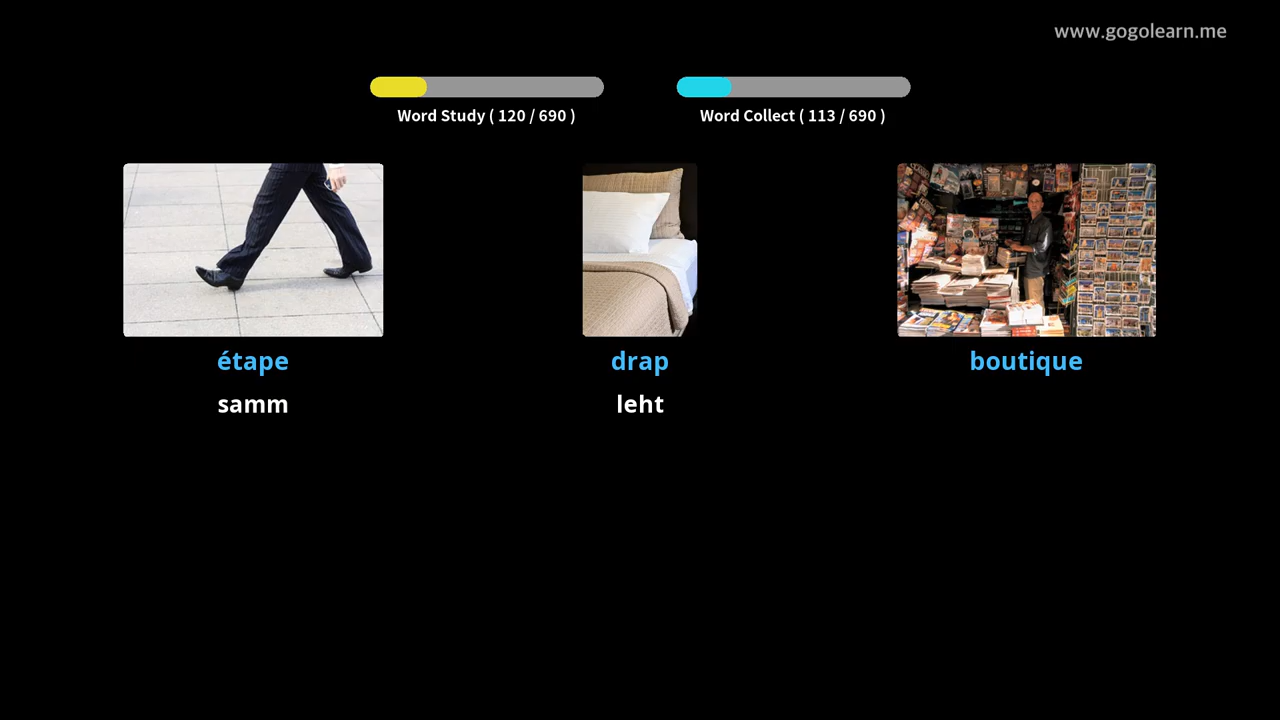 www.gogolearn.me
Word Study ( 120 / 690 )
Word Collect ( 113 / 690 )
étape
drap
boutique
samm
leht